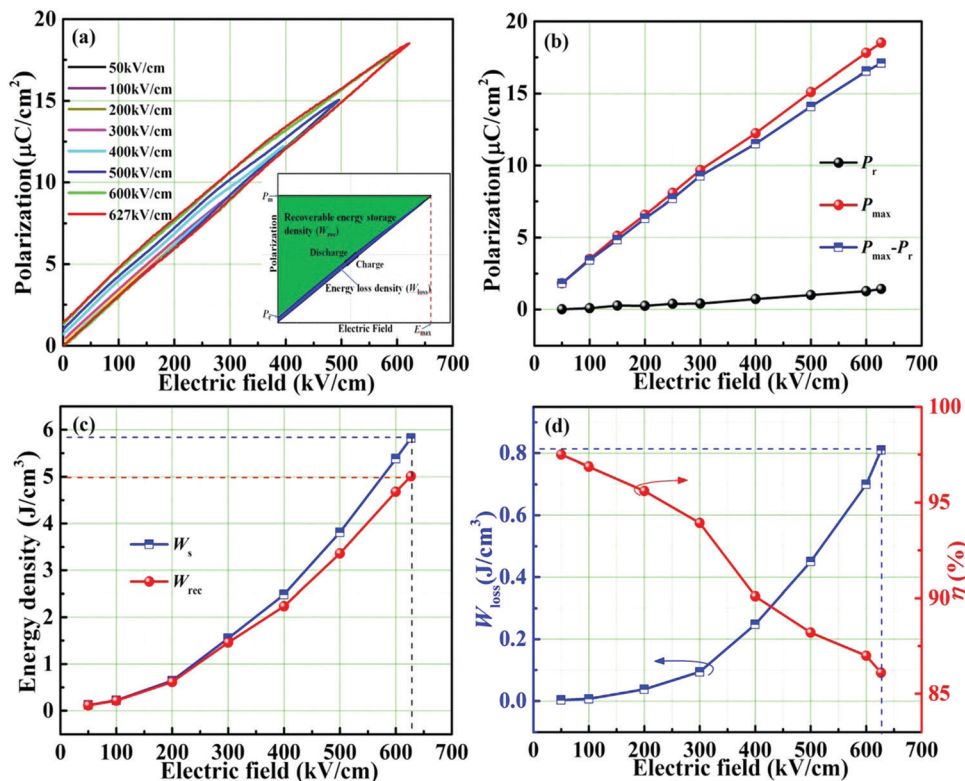 (a)
20
15
10
5
0
0 100 200 300 400 500 600 700
Polarization(μC/cm²)
Electric field (kV/cm)
50kV/cm
100kV/cm
200kV/cm
300kV/cm
400kV/cm
500kV/cm
600kV/cm
627kV/cm
Pm
Recoverable energy storage
density (Wrec)
Discharge
Charge
Energy loss density (Wloss)
Pr
Polarization
Electric Field
Emax
(b)
20
15
10
5
0
0 100 200 300 400 500 600 700
Polarization(μC/cm²)
Electric field (kV/cm)
Pr
Pmax
Pmax-Pr
(c)
6
5
4
3
2
1
0
0 100 200 300 400 500 600 700
Energy density (J/cm³)
Electric field (kV/cm)
Ws
Wrec
(d)
0.8
0.6
0.4
0.2
0.0
0 100 200 300 400 500 600 700
Wloss(J/cm³)
Electric field (kV/cm)
100
95
90
85
η (%)